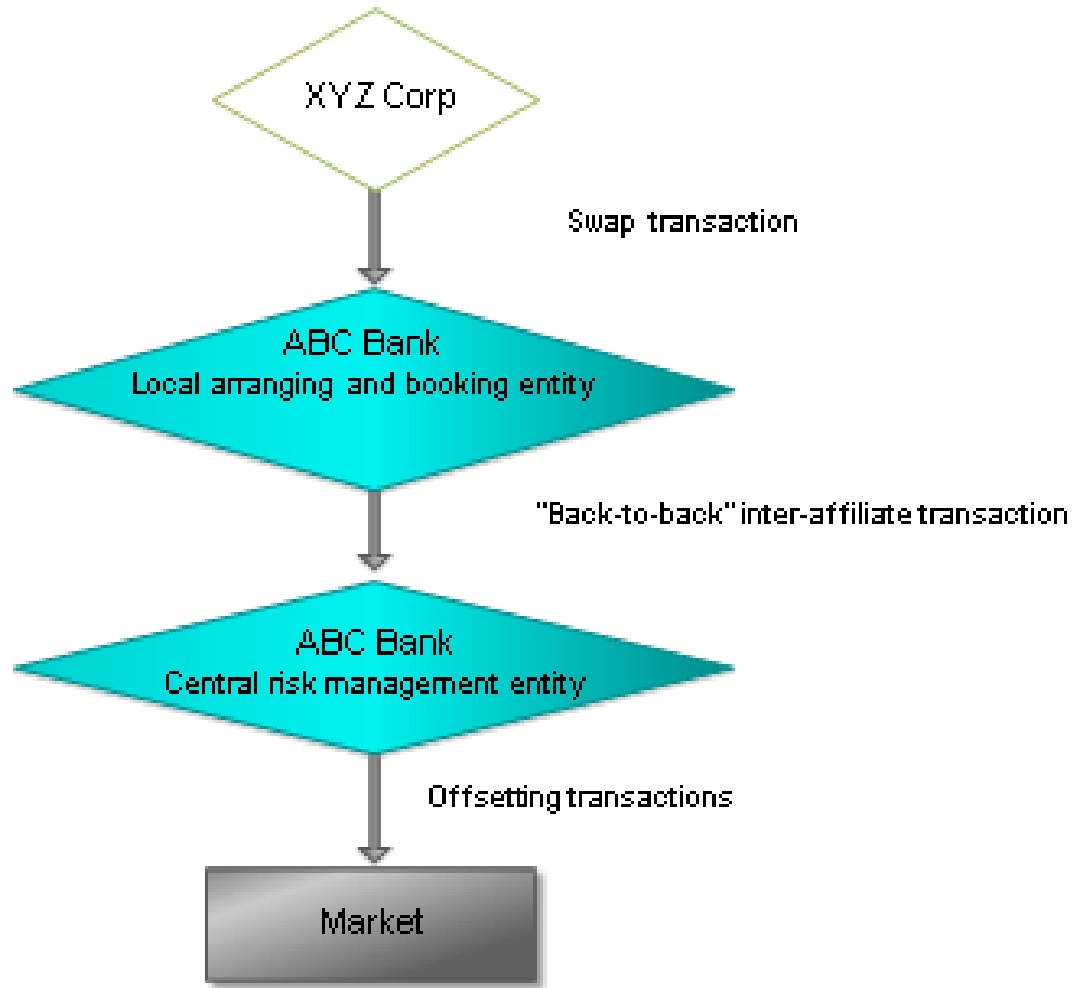 XYZ Corp
Swap transaction
ABC Bank
Local arranging and booking entity
"Back-to-back" inter-affiliate transaction
ABC Bank
Central risk management entity
Offsetting transactions
Market